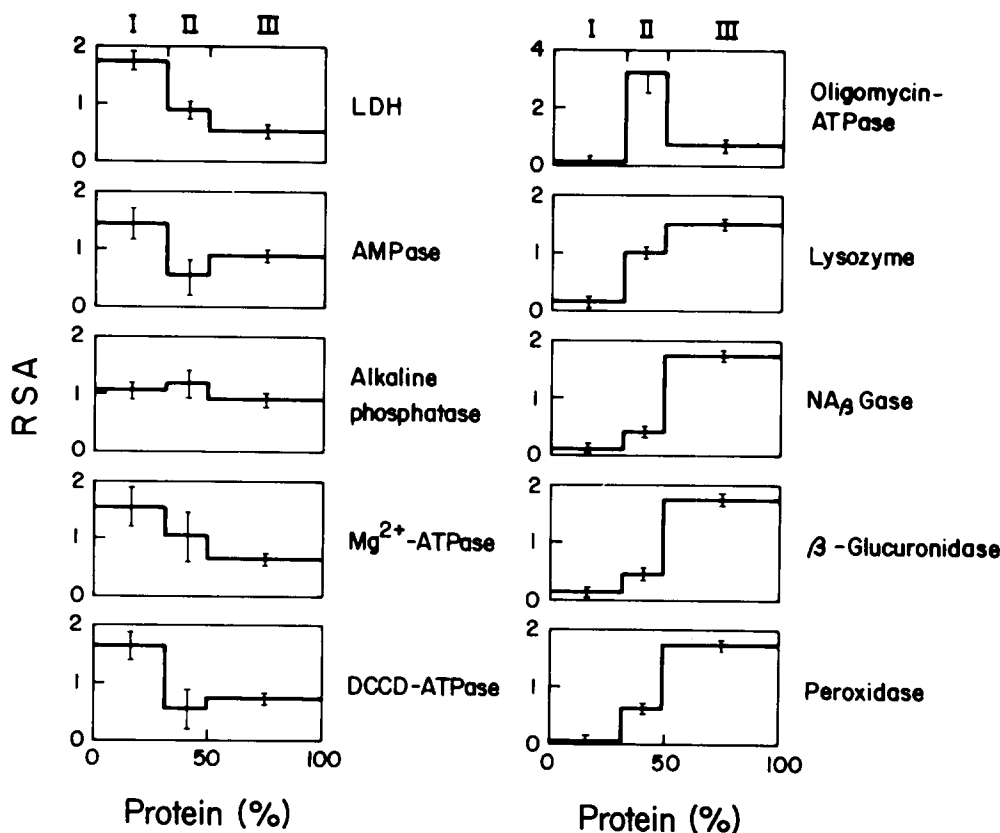 I II III
2
1
0
LDH
2
1
0
AMPase
2
1
0
Alkaline
phosphatase
2
1
0
Mg²⁺-ATPase
2
1
0
DCCD-ATPase
0 50 100
Protein (%)
RSA
I II III
4
2
0
Oligomycin-
ATPase
2
1
0
Lysozyme
2
1
0
NAβGase
2
1
0
β-Glucuronidase
2
1
0
Peroxidase
0 50 100
Protein (%)